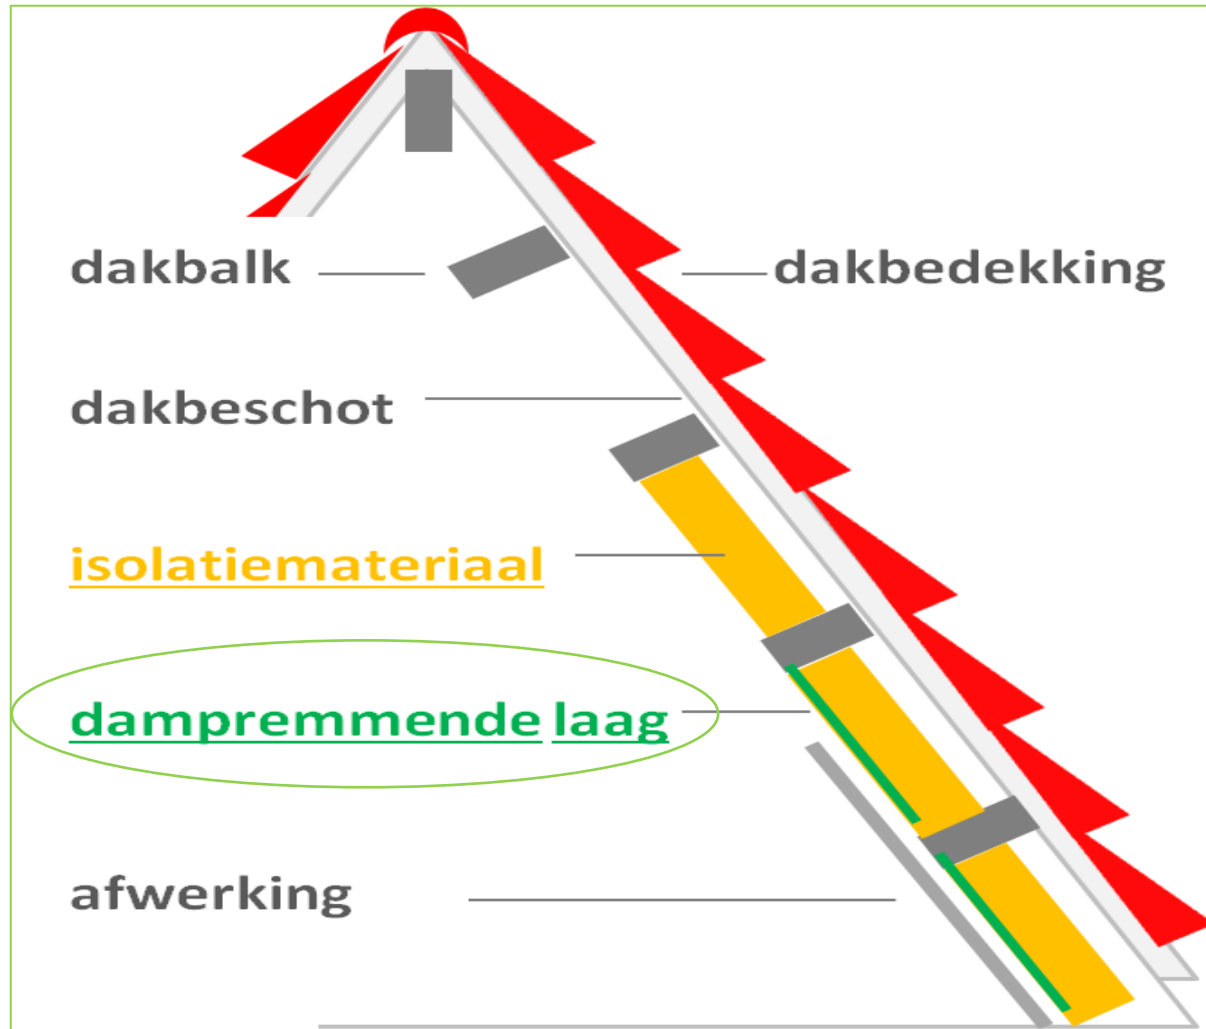 dakbalk
dakbedekking
dakbeschot
isolatiemateriaal
dampremmende laag
afwerking